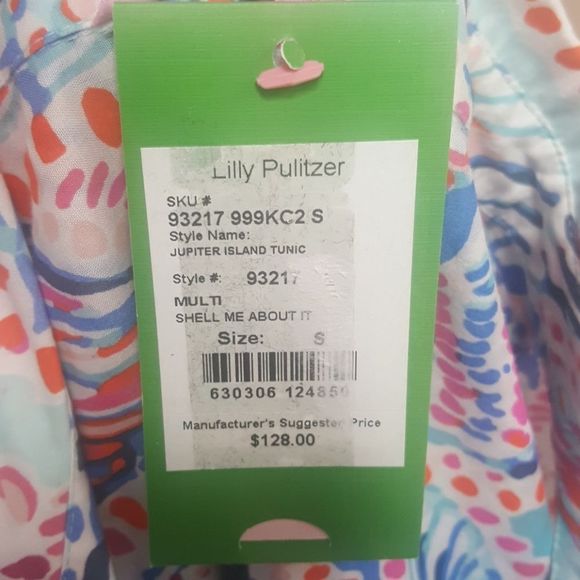 Lilly Pulitzer
SKU #
93217 999KC2 S
Style Name:
JUPITER ISLAND TUNIC
Style #: 93217
MULTI
SHELL ME ABOUT IT
Size: S
630306 124856
Manufacturer's Suggested Price
$128.00